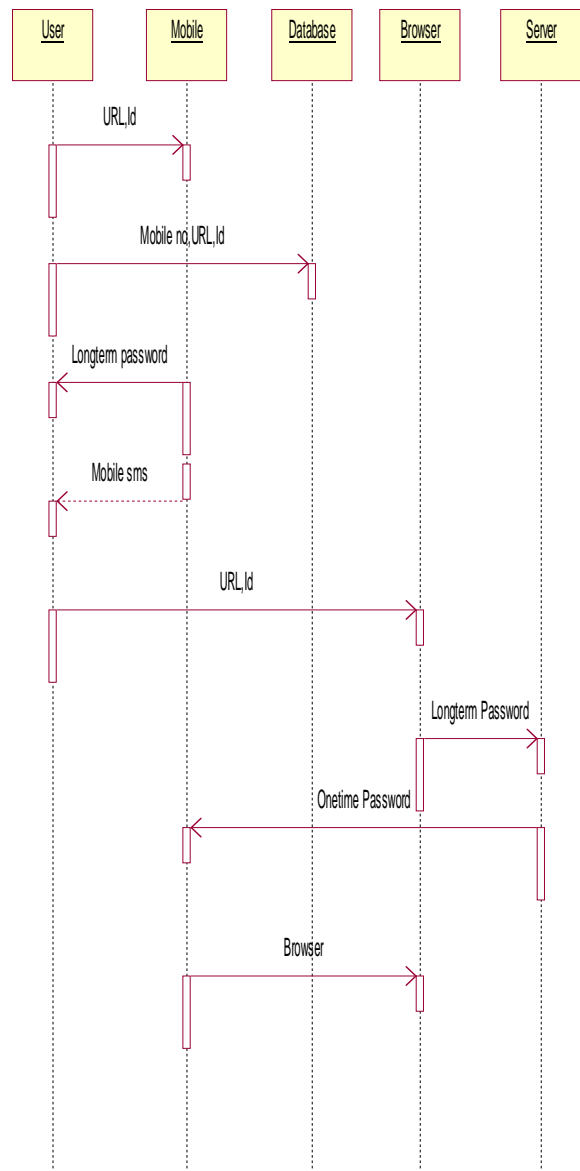 User
Mobile
Database
Browser
Server
URL,Id
Mobile no,URL,Id
Longterm password
Mobile sms
URL,Id
Longterm Password
Onetime Password
Browser